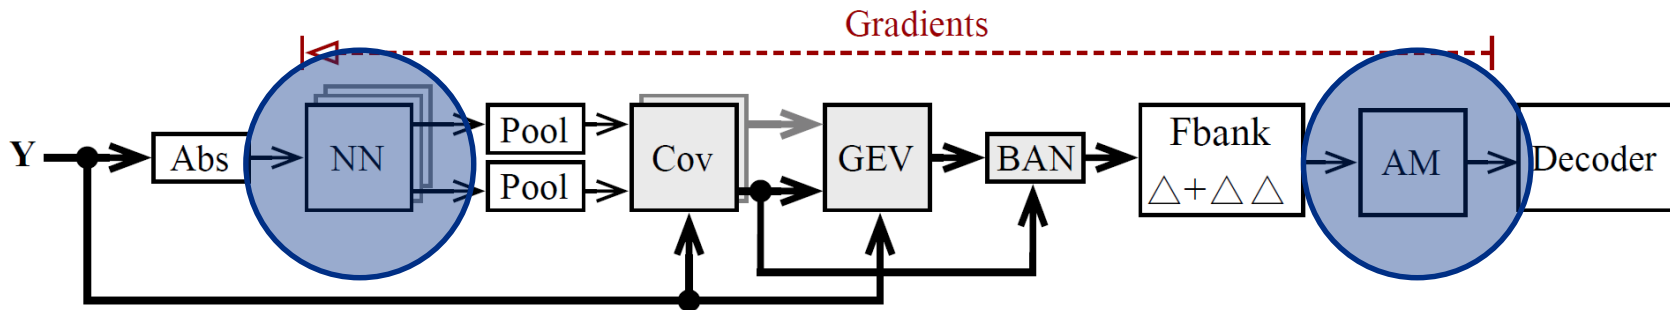 Gradients
Y
Abs
NN
Pool
Pool
Cov
GEV
BAN
Fbank
△+△△
AM
Decoder